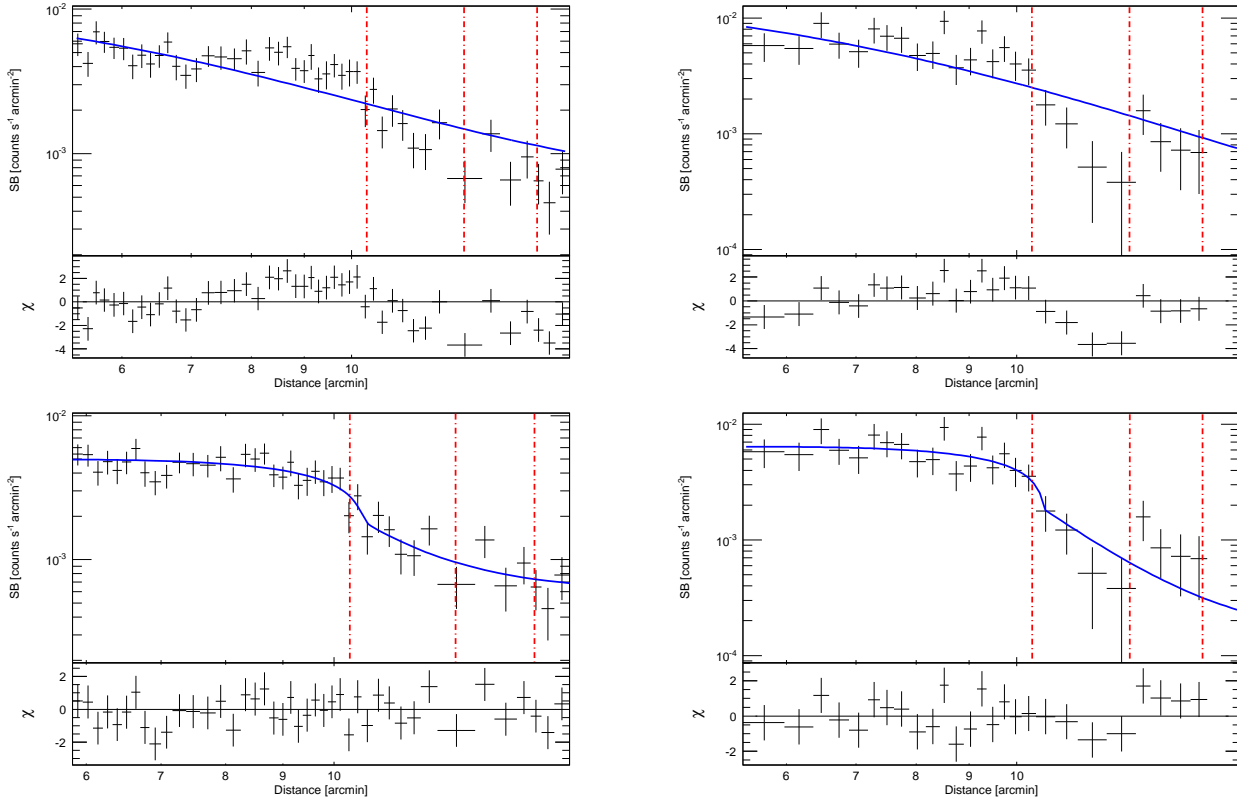 10⁻²
10⁻³
SB [counts s⁻¹ arcmin⁻²]
2
0
-2
-4
χ
6 7 8 9 10
Distance [arcmin]
10⁻²
10⁻³
10⁻⁴
SB [counts s⁻¹ arcmin⁻²]
2
0
-2
-4
χ
6 7 8 9 10
Distance [arcmin]
10⁻²
10⁻³
SB [counts s⁻¹ arcmin⁻²]
2
0
-2
χ
6 7 8 9 10
Distance [arcmin]
10⁻²
10⁻³
10⁻⁴
SB [counts s⁻¹ arcmin⁻²]
2
0
-2
χ
6 7 8 9 10
Distance [arcmin]